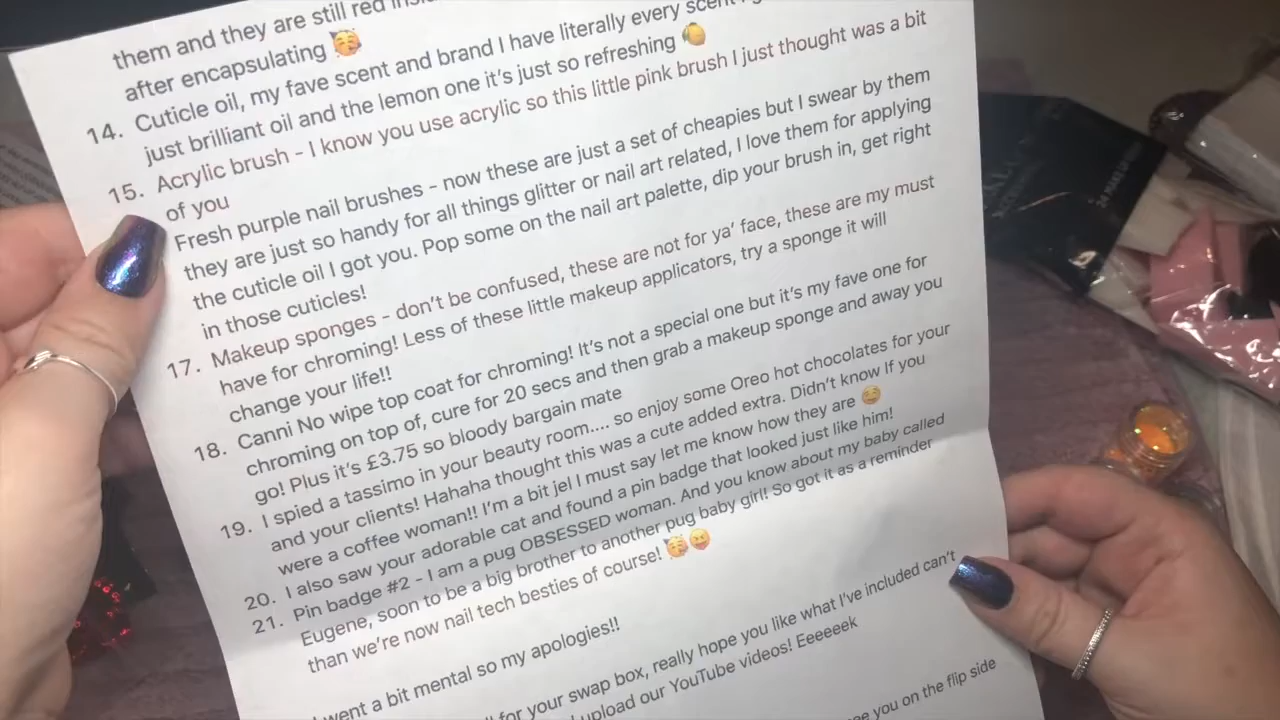 them and they are still red
after encapsulating 🥳
14. Cuticle oil, my fave scent and brand I have literally every scent
just brilliant oil and the lemon one it's just so refreshing 🍋
15. Acrylic brush - I know you use acrylic so this little pink brush I just thought was a bit
of you
Fresh purple nail brushes - now these are just a set of cheapies but I swear by them
they are just so handy for all things glitter or nail art related, I love them for applying
the cuticle oil I got you. Pop some on the nail art palette, dip your brush in, get right
in those cuticles!
17. Makeup sponges - don't be confused, these are not for ya' face, these are my must
have for chroming! Less of these little makeup applicators, try a sponge it will
change your life!!
18. Canni No wipe top coat for chroming! It's not a special one but it's my fave one for
chroming on top of, cure for 20 secs and then grab a makeup sponge and away you
go! Plus it's £3.75 so bloody bargain mate
19. I spied a tassimo in your beauty room.... so enjoy some Oreo hot chocolates for your
and your clients! Hahaha thought this was a cute added extra. Didn't know If you
were a coffee woman!! I'm a bit jel I must say let me know how they are
20. I also saw your adorable cat and found a pin badge that looked just like him!
21. Pin badge #2 - I am a pug OBSESSED woman. And you know about my baby called
Eugene, soon to be a big brother to another pug baby girl! So got it as a reminder
than we're now nail tech besties of course! 🥳😝
went a bit mental so my apologies!!
for your swap box, really hope you like what I've included can't
upload our YouTube videos! Eeeeeek
you on the flip side